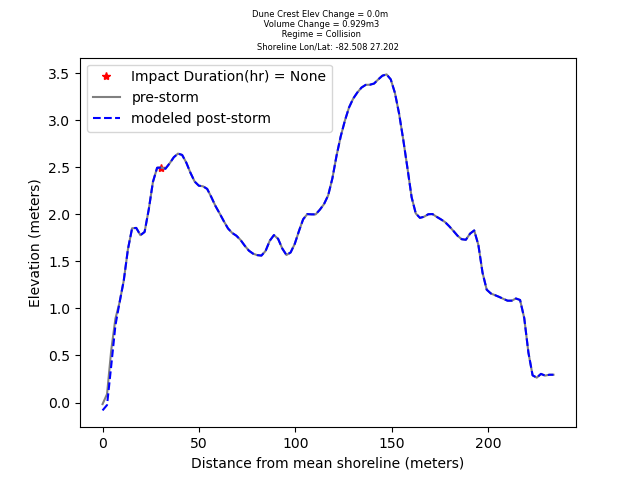 Dune Crest Elev Change = 0.0m
Volume Change = 0.929m3
Regime = Collision
Shoreline Lon/Lat: -82.508 27.202
Impact Duration(hr) = None
pre-storm
modeled post-storm
Elevation (meters)
3.5
3.0
2.5
2.0
1.5
1.0
0.5
0.0
0 50 100 150 200
Distance from mean shoreline (meters)